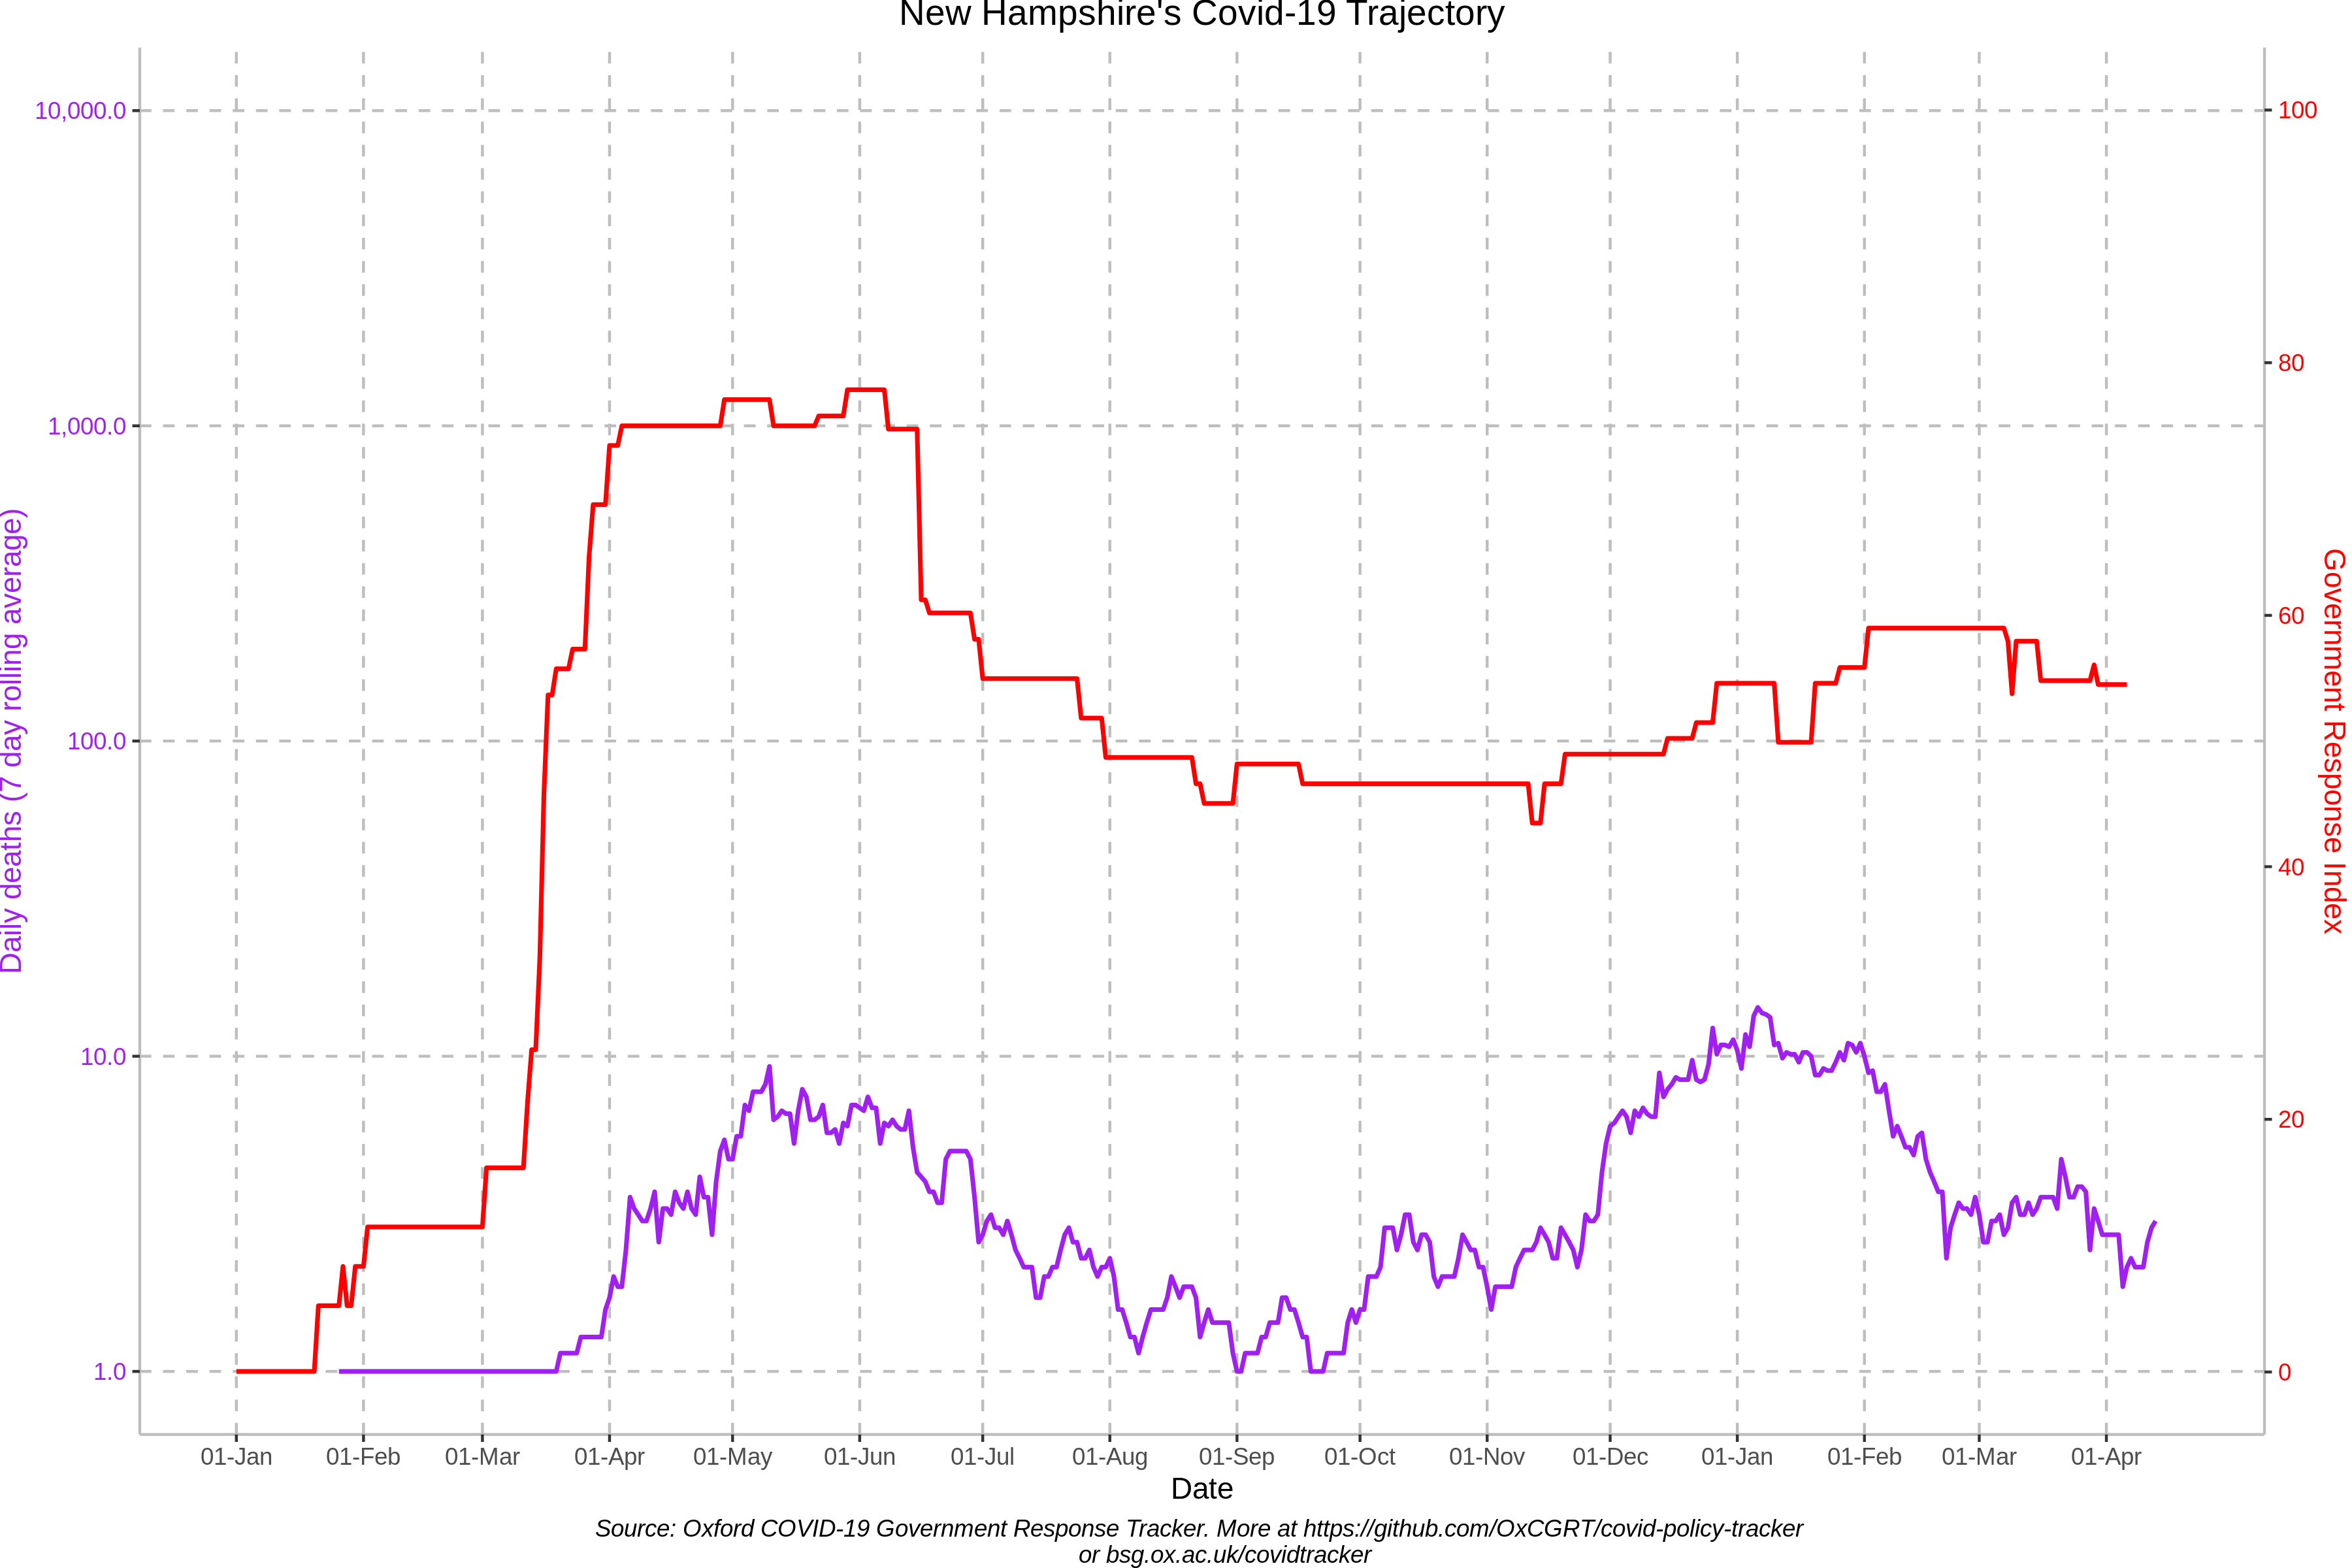 New Hampshire's Covid-19 Trajectory
10,000.0
1,000.0
100.0
10.0
1.0
Daily deaths (7 day rolling average)
100
80
60
40
20
0
Government Response Index
01-Jan 01-Feb 01-Mar 01-Apr 01-May 01-Jun 01-Jul 01-Aug 01-Sep 01-Oct 01-Nov 01-Dec 01-Jan 01-Feb 01-Mar 01-Apr
Date
Source: Oxford COVID-19 Government Response Tracker. More at https://github.com/OxCGRT/covid-policy-tracker
or bsg.ox.ac.uk/covidtracker